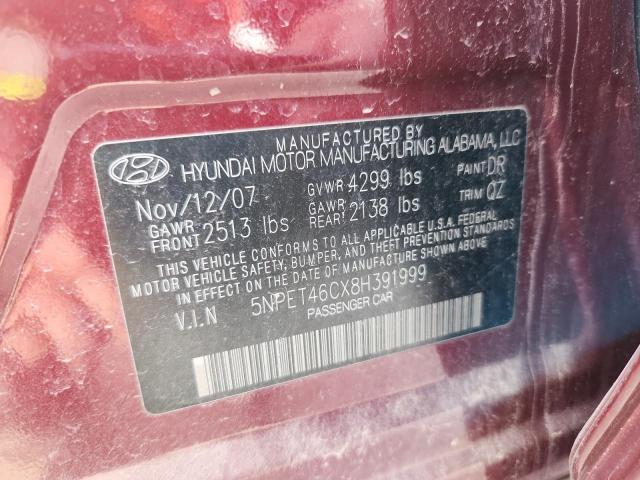 MANUFACTURED BY
HYUNDAI MOTOR MANUFACTURING ALABAMA, LLC
Nov/12/07 GVWR 4299 lbs PAINT DR
GAWR FRONT 2513 lbs GAWR REAR 2138 lbs TRIM QZ
THIS VEHICLE CONFORMS TO ALL APPLICABLE U.S.A. FEDERAL
MOTOR VEHICLE SAFETY, BUMPER, AND THEFT PREVENTION STANDARDS
IN EFFECT ON THE DATE OF MANUFACTURE SHOWN ABOVE.
V.I.N 5NPET46CX8H391999
PASSENGER CAR